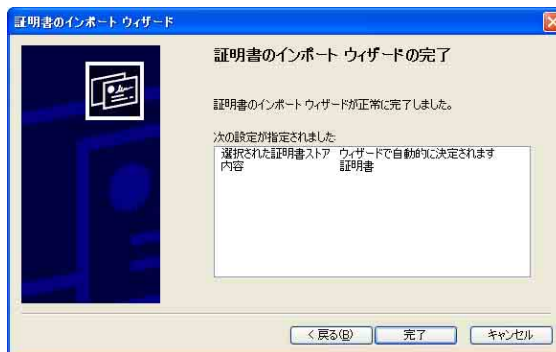 証明書のインポート ウィザード
証明書のインポート ウィザードの完了
証明書のインポート ウィザードが正常に完了しました。
次の設定が指定されました
選択された証明書ストア ウィザードで自動的に決定されます
内容 証明書
< 戻る(B) 完了 キャンセル